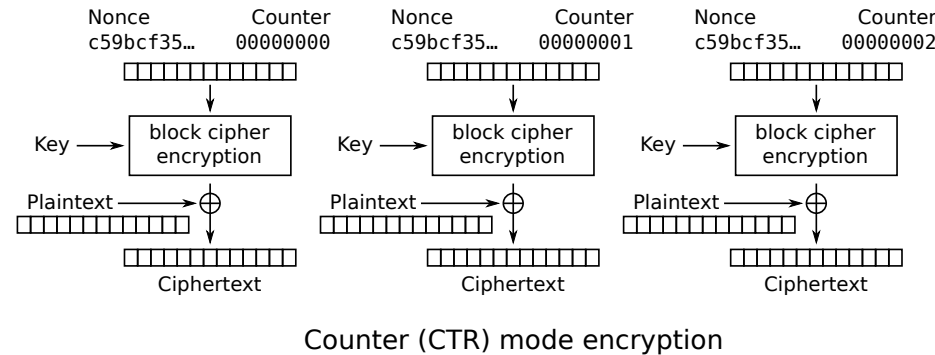 Nonce Counter Nonce Counter Nonce Counter
c59bcf35… 00000000 c59bcf35… 00000001 c59bcf35… 00000002
block cipher block cipher block cipher
Key Key Key
encryption encryption encryption
Plaintext Plaintext Plaintext
Ciphertext Ciphertext Ciphertext
Counter (CTR) mode encryption